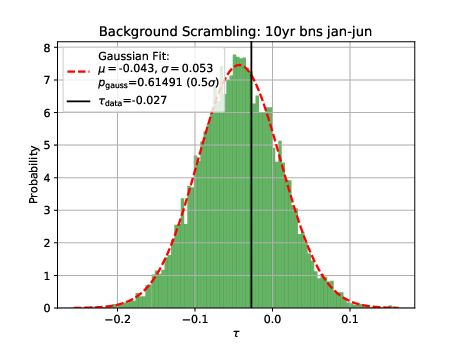 Background Scrambling: 10yr bns jan-jun
Gaussian Fit:
μ=-0.043, σ=0.053
p_gauss=0.61491 (0.5σ)
τ_data=-0.027
Probability
8
7
6
5
4
3
2
1
0
−0.2
−0.1
0.0
0.1
τ